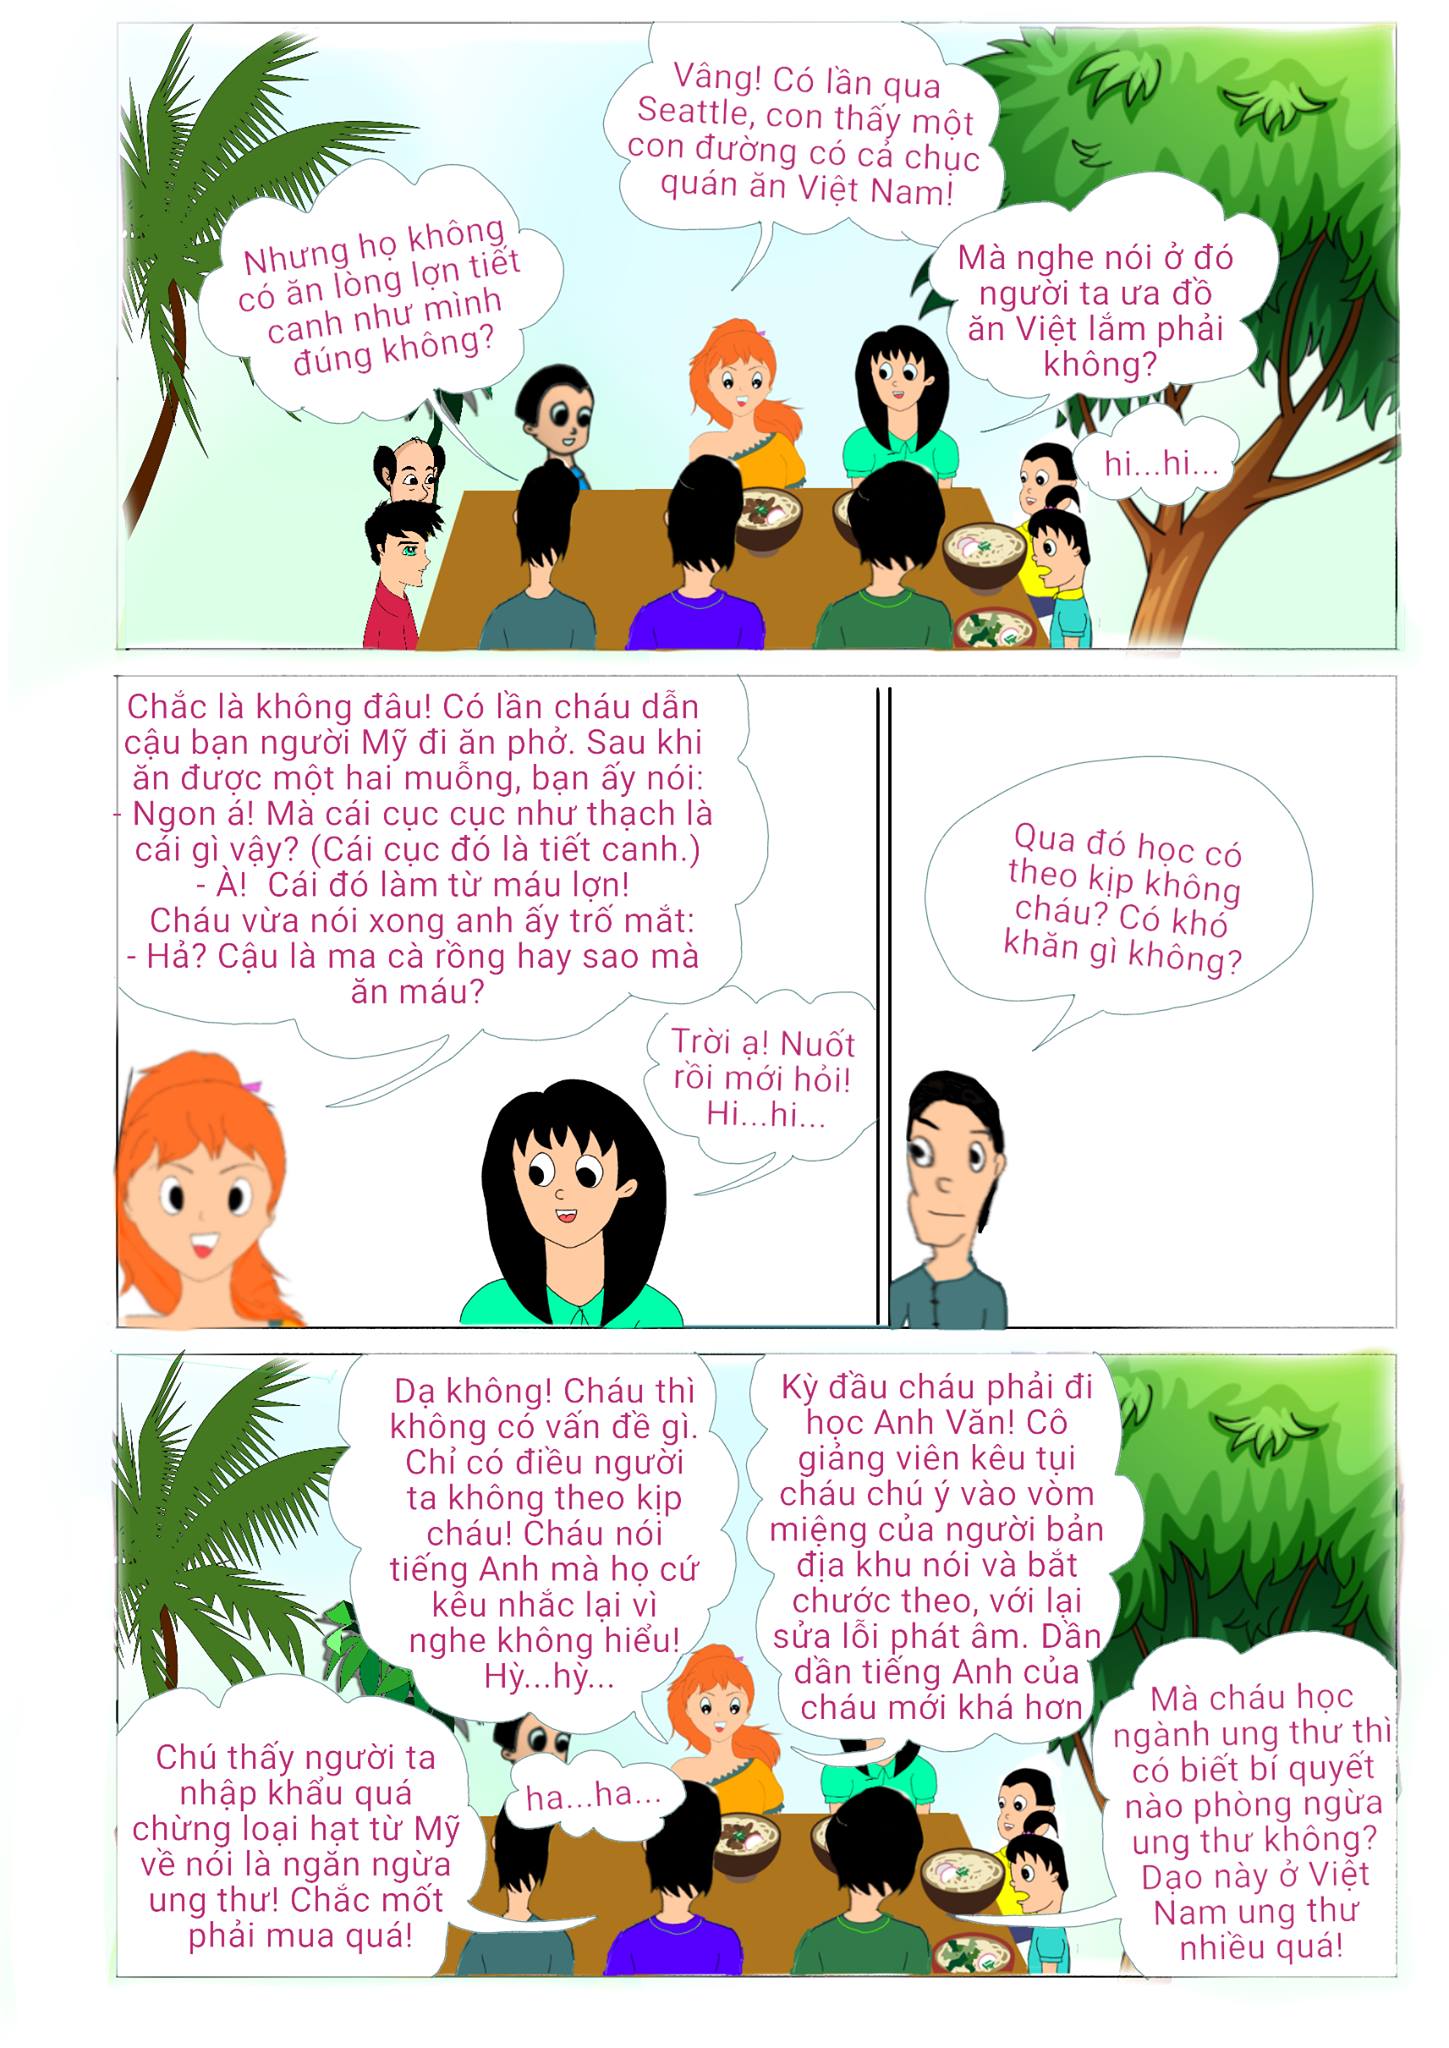 Vâng! Có lần qua
Seattle, con thấy một
con đường có cả chục
quán ăn Việt Nam!
Mà nghe nói ở đó
người ta ưa đồ
ăn Việt lắm phải
không?
Nhưng họ không
có ăn lòng lợn tiết
canh như mình
đúng không?
hi...hi...
Chắc là không đâu! Có lần cháu dẫn
cậu bạn người Mỹ đi ăn phở. Sau khi
ăn được một hai muỗng, bạn ấy nói:
- Ngon á! Mà cái cục cục như thạch là
cái gì vậy? (Cái cục đó là tiết canh.)
- À! Cái đó làm từ máu lợn!
Cháu vừa nói xong anh ấy trố mắt:
- Hả? Cậu là ma cà rồng hay sao mà
ăn máu?
Trời ạ! Nuốt
rồi mới hỏi!
Hi...hi...
Qua đó học có
theo kịp không
cháu? Có khó
khăn gì không?
Dạ không! Cháu thì
không có vấn đề gì.
Chỉ có điều người
ta không theo kịp
cháu! Cháu nói
tiếng Anh mà họ cứ
kêu nhắc lại vì
nghe không hiểu!
Hỳ...hỳ...
Kỳ đầu cháu phải đi
học Anh Văn! Cô
giảng viên kêu tụi
cháu chú ý vào vòm
miệng của người bản
địa khu nói và bắt
chước theo, với lại
sửa lỗi phát âm. Dần
dần tiếng Anh của
cháu mới khá hơn
ha...ha...
Chú thấy người ta
nhập khẩu quá
chừng loại hạt từ Mỹ
về nói là ngăn ngừa
ung thư! Chắc mốt
phải mua quá!
Mà cháu học
ngành ung thư thì
có biết bí quyết
nào phòng ngừa
ung thư không?
Dạo này ở Việt
Nam ung thư
nhiều quá!